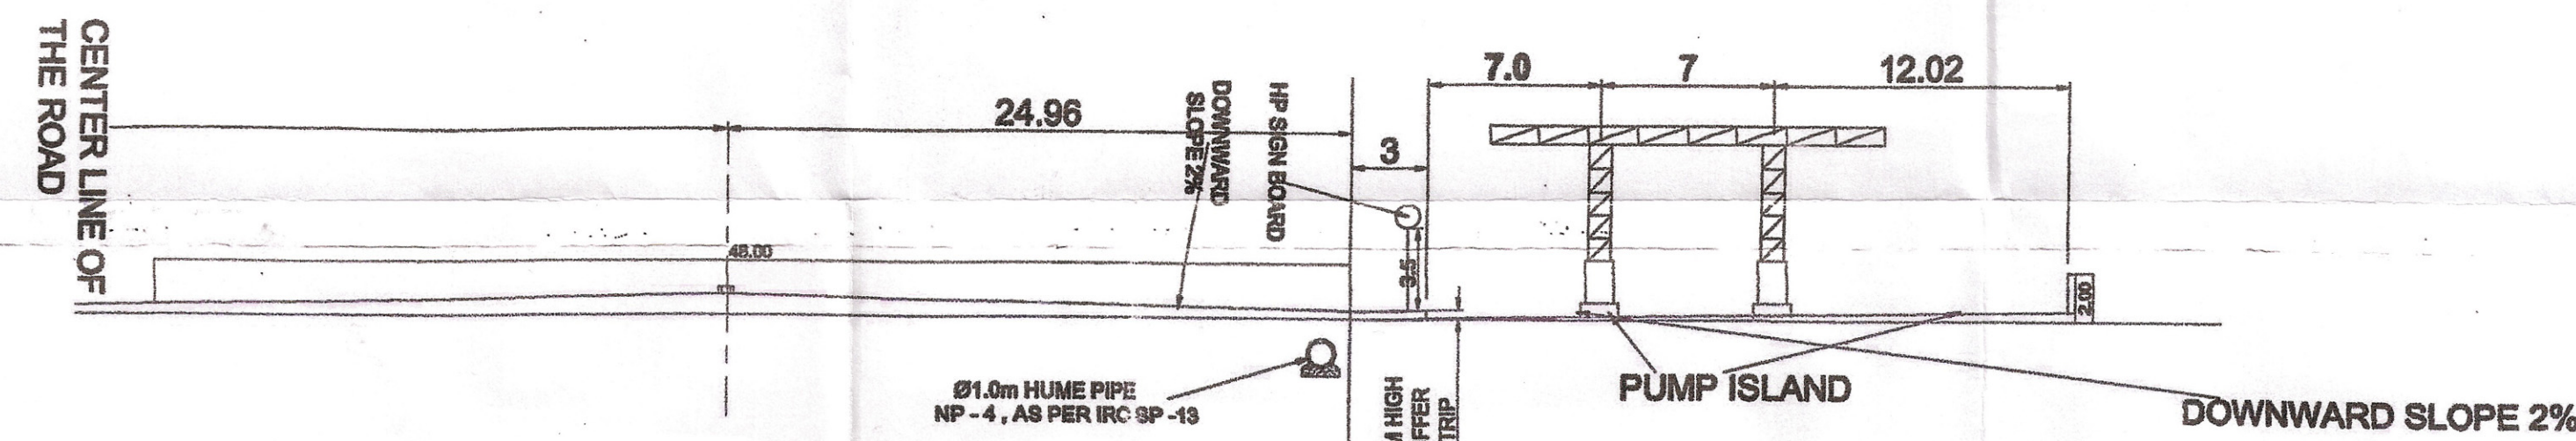 CENTER LINE OF
THE ROAD
24.96
DOWNWARD
SLOPE 2%
HP SIGN BOARD
3
7.0
7
12.02
48.00
3.5
2.00
Ø1.0m HUME PIPE
NP - 4 , AS PER IRC SP -13
HIGH
PUMP ISLAND
DOWNWARD SLOPE 2%